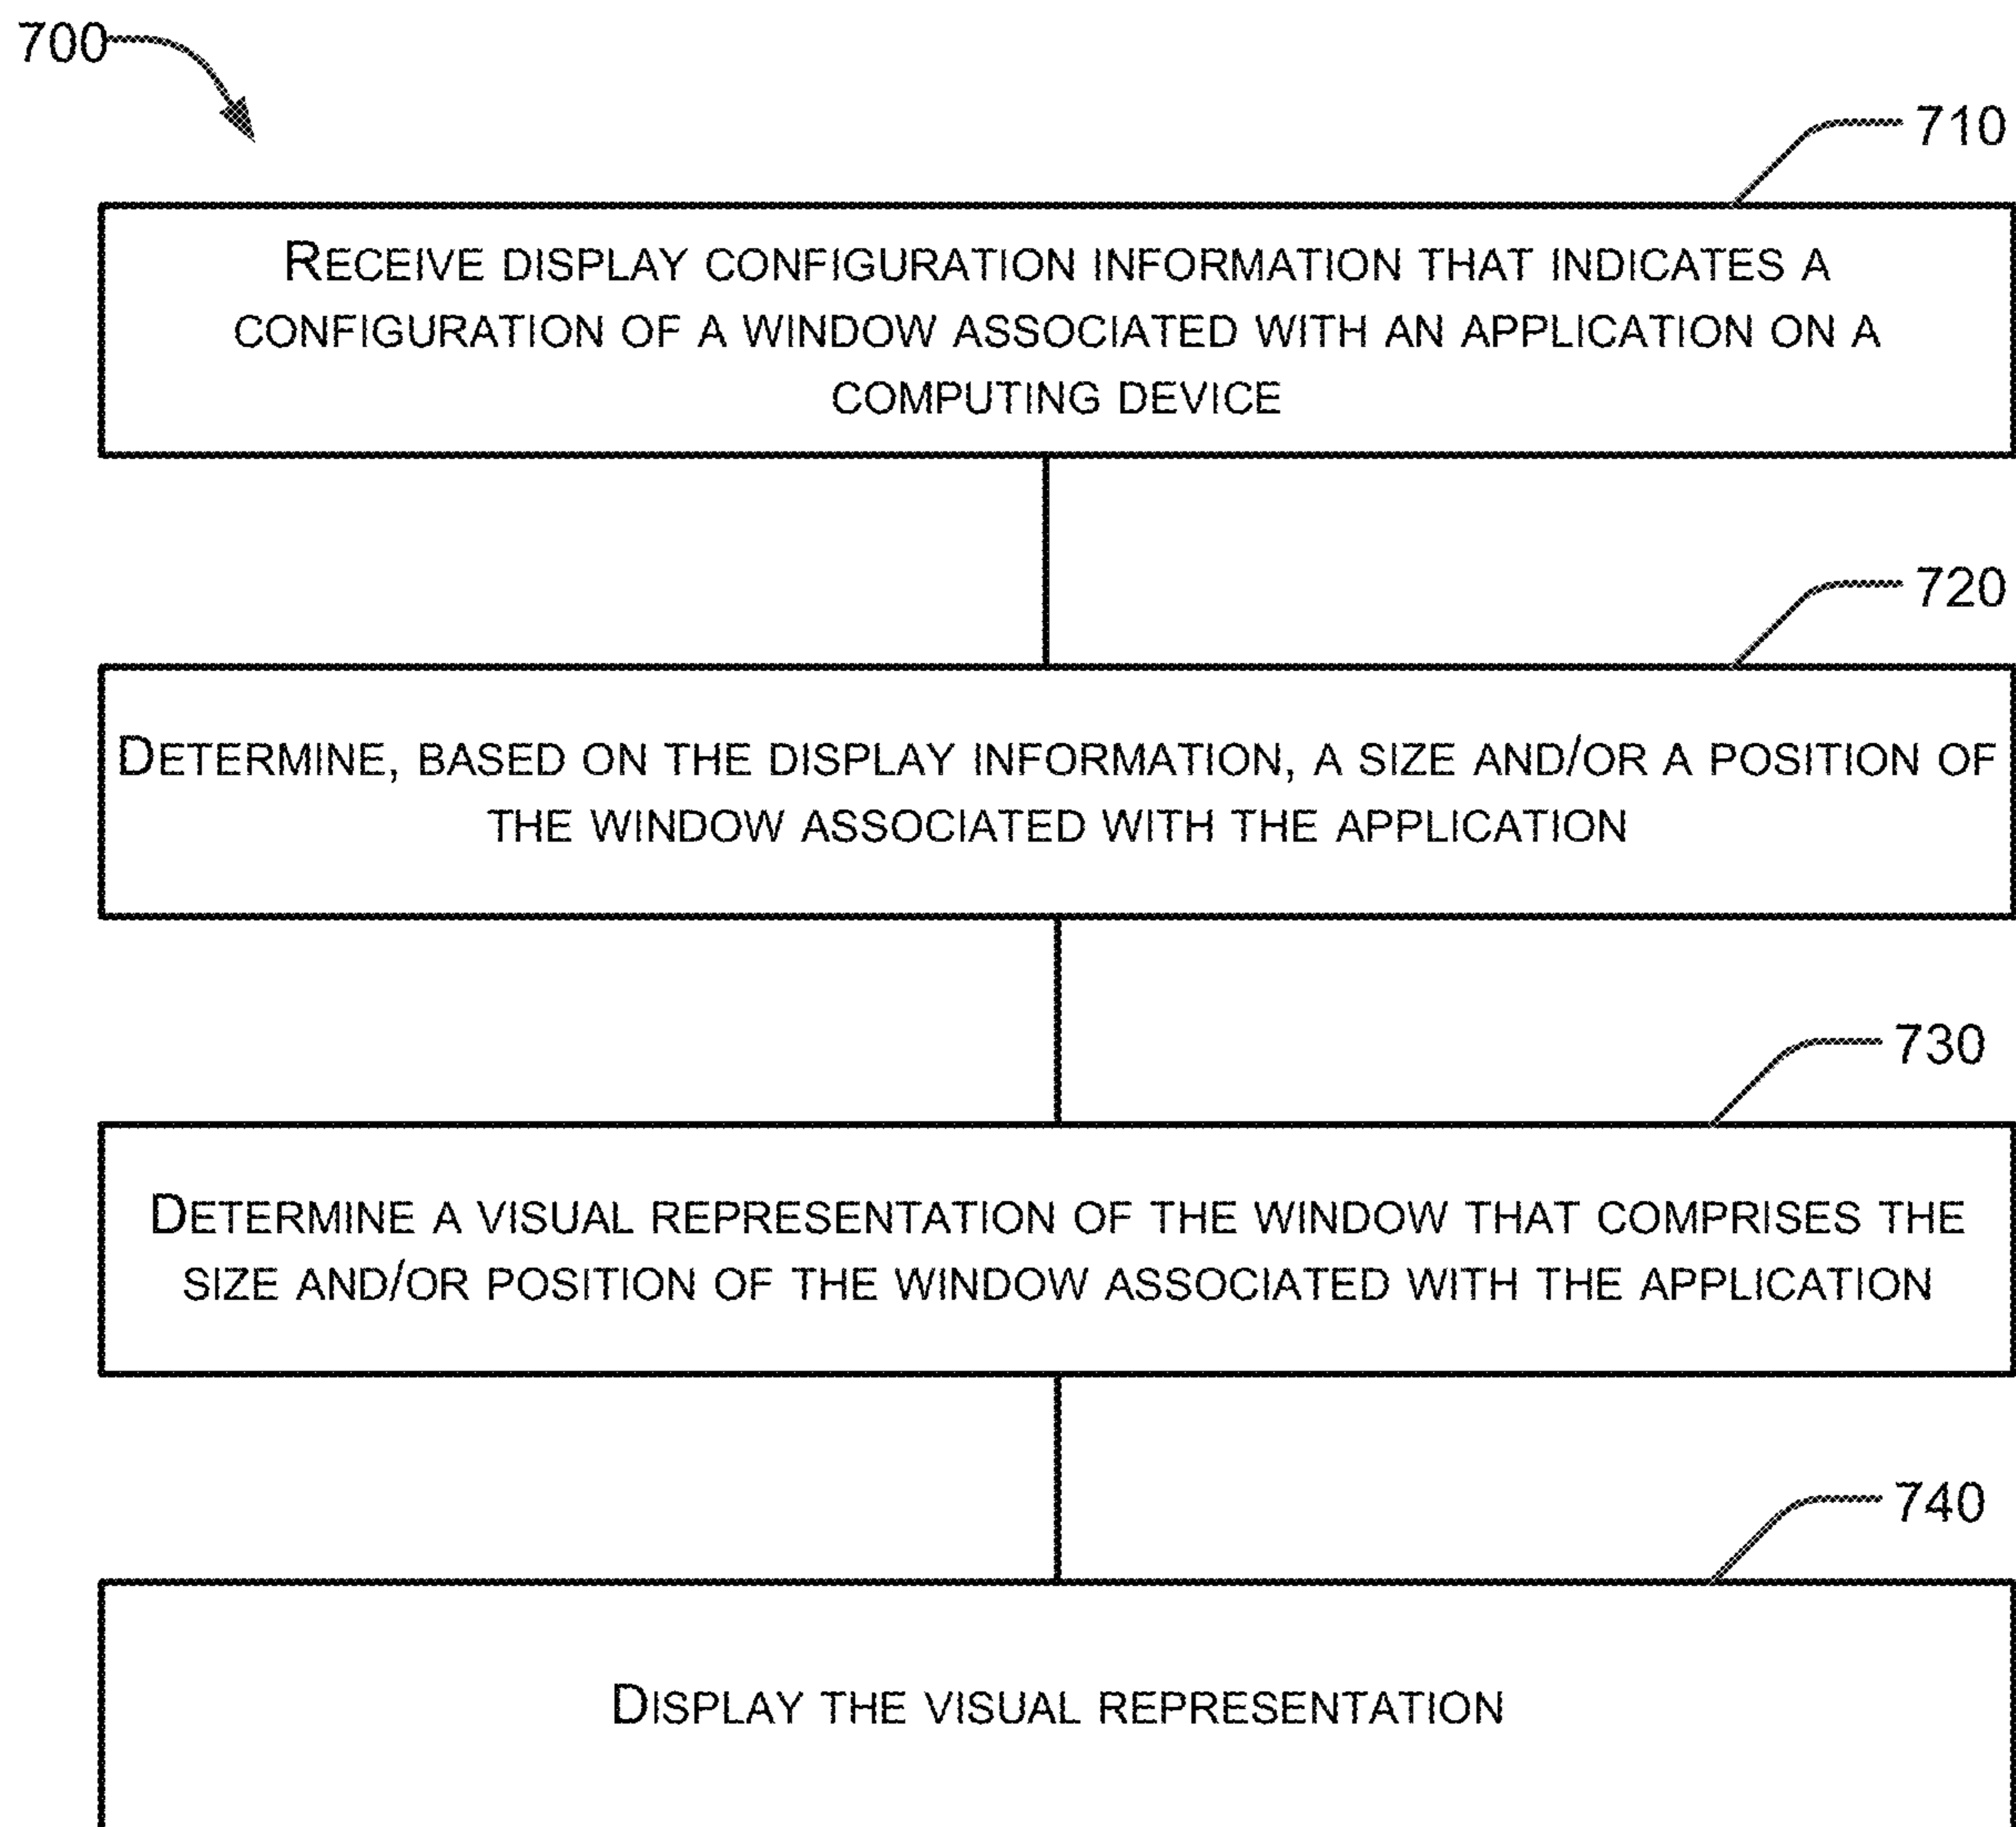 700
710
RECEIVE DISPLAY CONFIGURATION INFORMATION THAT INDICATES A
CONFIGURATION OF A WINDOW ASSOCIATED WITH AN APPLICATION ON A
COMPUTING DEVICE
720
DETERMINE, BASED ON THE DISPLAY INFORMATION, A SIZE AND/OR A POSITION OF
THE WINDOW ASSOCIATED WITH THE APPLICATION
730
DETERMINE A VISUAL REPRESENTATION OF THE WINDOW THAT COMPRISES THE
SIZE AND/OR POSITION OF THE WINDOW ASSOCIATED WITH THE APPLICATION
740
DISPLAY THE VISUAL REPRESENTATION